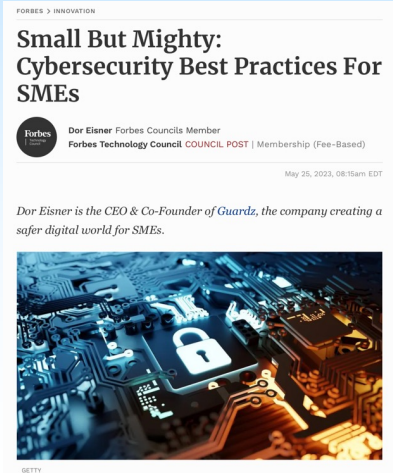 FORBES > INNOVATION
Small But Mighty:
Cybersecurity Best Practices For
SMEs
Forbes
Technology
Council
Dor Eisner Forbes Councils Member
Forbes Technology Council COUNCIL POST | Membership (Fee-Based)
May 25, 2023, 08:15am EDT
Dor Eisner is the CEO & Co-Founder of Guardz, the company creating a
safer digital world for SMEs.
GETTY